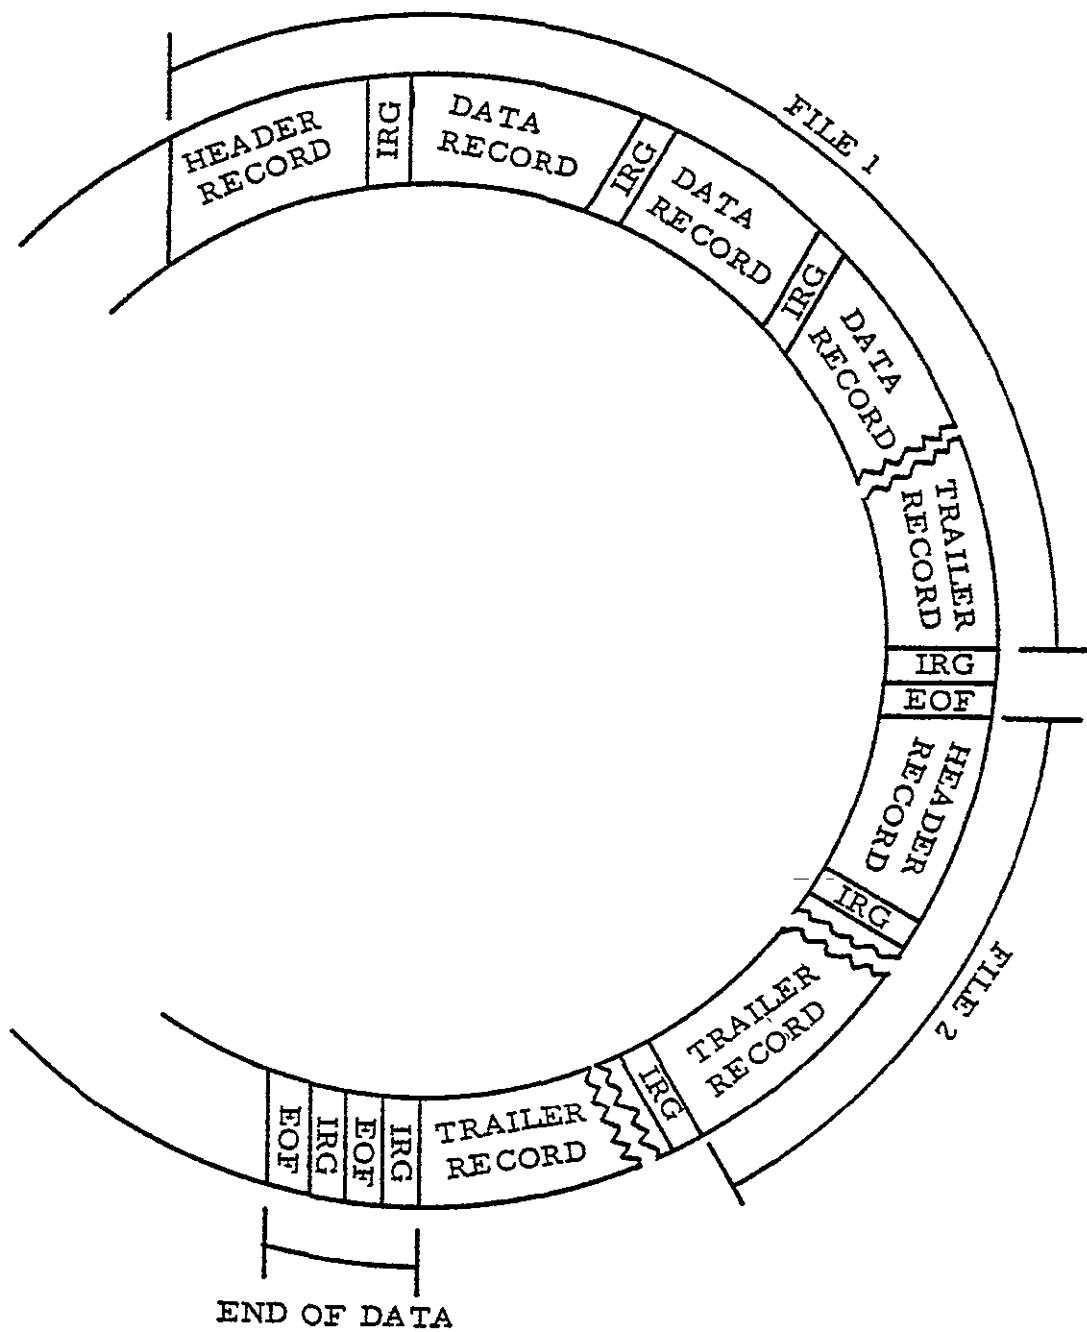 FILE 1
HEADER
RECORD
IRG
DATA
RECORD
IRG
DATA
RECORD
IRG
DATA
RECORD
TRAILER
RECORD
IRG
EOF
HEADER
RECORD
IRG
FILE 2
TRAILER
RECORD
IRG
TRAILER
RECORD
IRG
EOF
IRG
EOF
END OF DATA